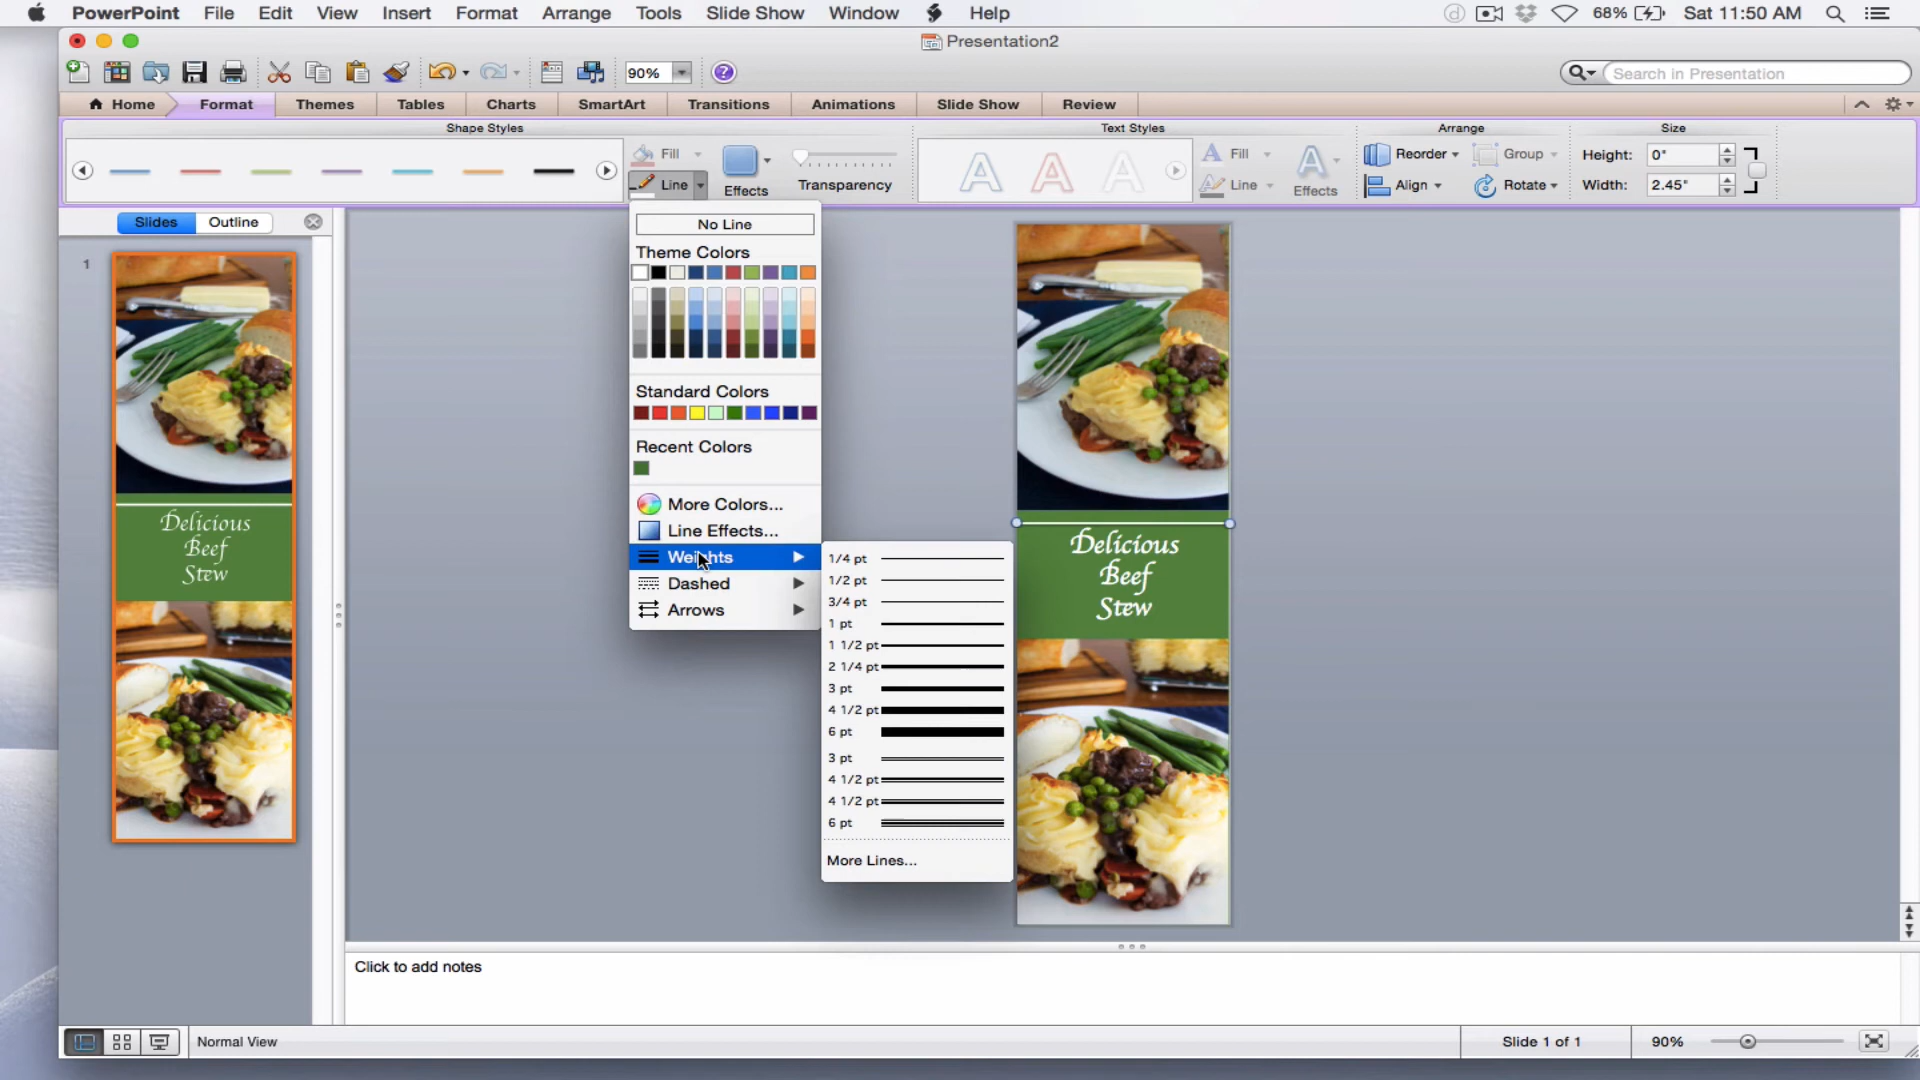 PowerPoint File Edit View Insert Format Arrange Tools Slide Show Window Help 68% Sat 11:50 AM
Presentation2
90% ? Search in Presentation
Home Format Themes Tables Charts SmartArt Transitions Animations Slide Show Review
Shape Styles Text Styles Arrange Size
Fill Fill Reorder Group Height: 0"
Line Effects Transparency Line Effects Align Rotate Width: 2.45"
Slides Outline
No Line
Theme Colors
1
Standard Colors
Recent Colors
More Colors...
Line Effects...
Weights
Dashed
Arrows
1/4 pt
1/2 pt
3/4 pt
1 pt
1 1/2 pt
2 1/4 pt
3 pt
4 1/2 pt
6 pt
3 pt
4 1/2 pt
4 1/2 pt
6 pt
More Lines...
Delicious
Beef
Stew
Delicious
Beef
Stew
Click to add notes
Normal View Slide 1 of 1 90%